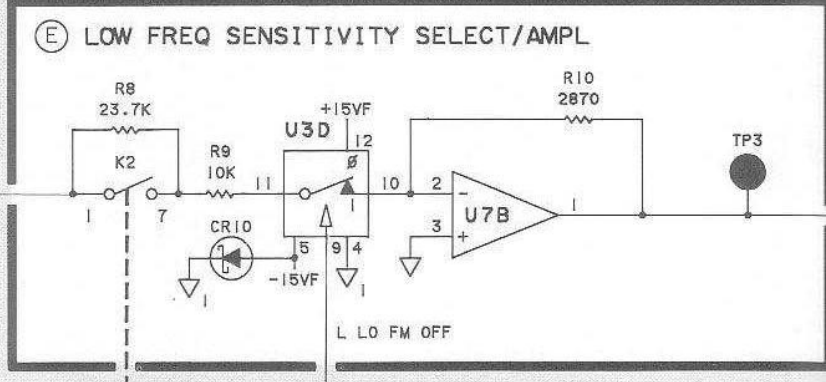 E LOW FREQ SENSITIVITY SELECT/AMPL
R8
23.7K
K2
1
7
R9
10K
11
U3D
+15VF
12
Ø
1
10
5
9
4
CR10
-15VF
1
1
L LO FM OFF
R10
2870
2
-
U7B
3
+
1
TP3